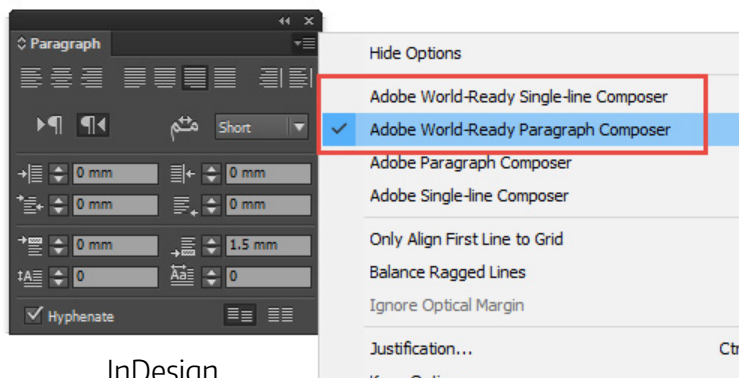 Paragraph
Short
0 mm
0 mm
0 mm
0 mm
0 mm
1.5 mm
0
0
Hyphenate
InDesign
Hide Options
Adobe World-Ready Single-line Composer
Adobe World-Ready Paragraph Composer
Adobe Paragraph Composer
Adobe Single-line Composer
Only Align First Line to Grid
Balance Ragged Lines
Ignore Optical Margin
Justification... Ctr